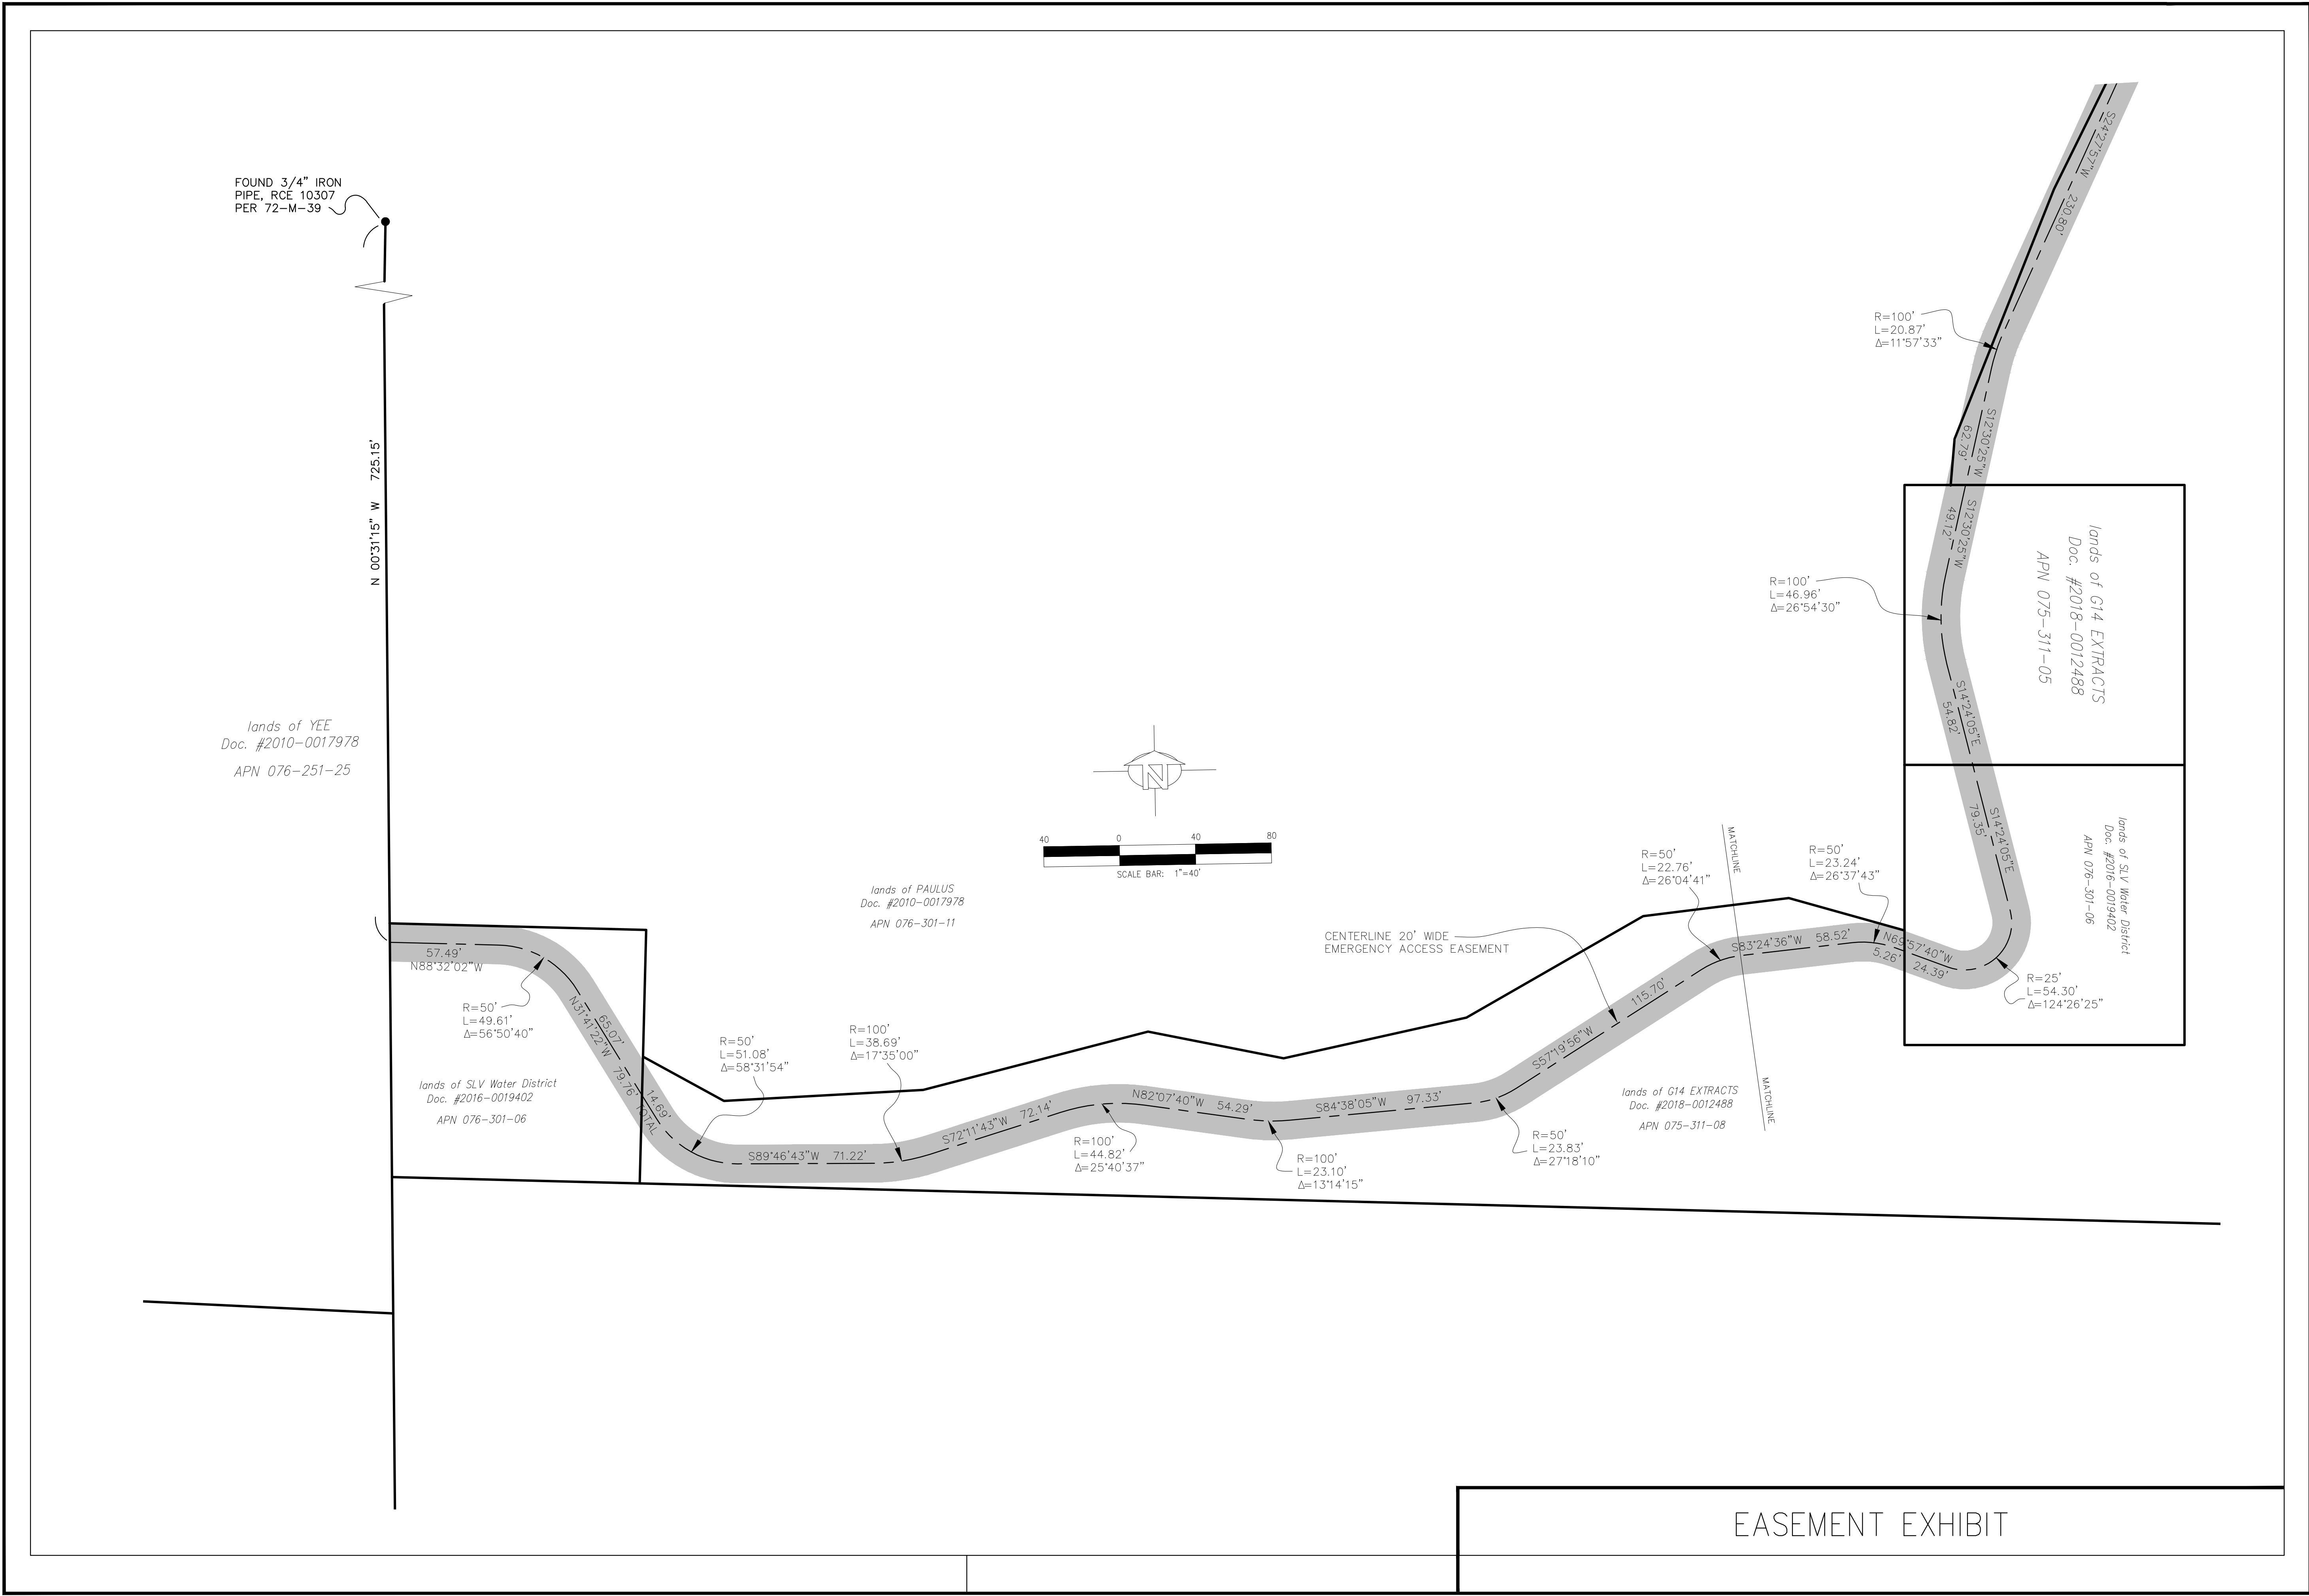 FOUND 3/4" IRON
PIPE, RCE 10307
PER 72-M-39
N 00°31'15" W 725.15'
lands of YEE
Doc. #2010-0017978
APN 076-251-25
57.49'
N88°32'02"W
R=50'
L=49.61'
Δ=56°50'40"
65.07'
N31°41'22"W 79.76' TOTAL
14.69'
lands of SLV Water District
Doc. #2016-0019402
APN 076-301-06
R=50'
L=51.08'
Δ=58°31'54"
R=100'
L=38.69'
Δ=17°35'00"
S89°46'43"W 71.22'
lands of PAULUS
Doc. #2010-0017978
APN 076-301-11
N
40 0 40 80
SCALE BAR: 1"=40'
S72°11'43"W 72.14'
R=100'
L=44.82'
Δ=25°40'37"
N82°07'40"W 54.29'
R=100'
L=23.10'
Δ=13°14'15"
S84°38'05"W 97.33'
R=50'
L=23.83'
Δ=27°18'10"
CENTERLINE 20' WIDE
EMERGENCY ACCESS EASEMENT
S57°19'56"W 115.70'
R=50'
L=22.76'
Δ=26°04'41"
MATCHLINE
MATCHLINE
lands of G14 EXTRACTS
Doc. #2018-0012488
APN 075-311-08
S83°24'36"W 58.52'
R=50'
L=23.24'
Δ=26°37'43"
N69°57'40"W
5.26' 24.39'
R=25'
L=54.30'
Δ=124°26'25"
lands of SLV Water District
Doc. #2016-0019402
APN 076-301-06
S14°24'05"E
79.35'
S14°24'05"E
54.82'
lands of G14 EXTRACTS
Doc. #2018-0012488
APN 075-311-05
R=100'
L=46.96'
Δ=26°54'30"
S12°30'25"W
49.12'
S12°30'25"W
62.79'
R=100'
L=20.87'
Δ=11°57'33"
S24°27'57"W 230.80'
EASEMENT EXHIBIT